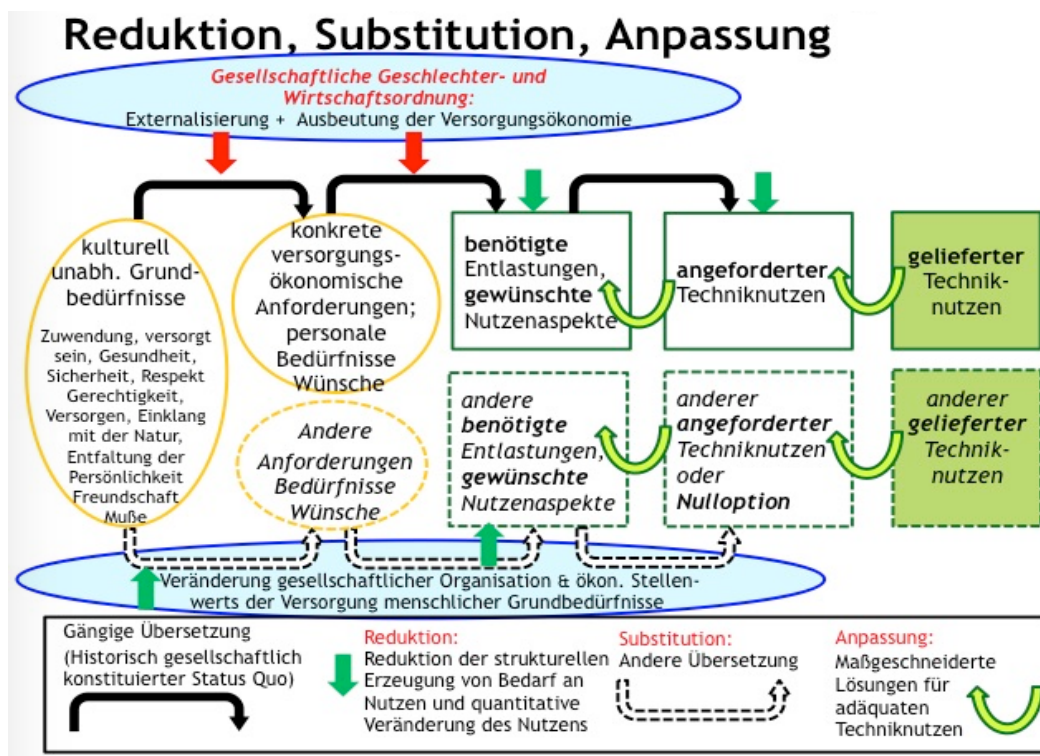 Reduktion, Substitution, Anpassung
Gesellschaftliche Geschlechter- und
Wirtschaftsordnung:
Externalisierung + Ausbeutung der Versorgungsökonomie
kulturell
unabh. Grund-
bedürfnisse
Zuwendung, versorgt
sein, Gesundheit,
Sicherheit, Respekt
Gerechtigkeit,
Versorgen, Einklang
mit der Natur,
Entfaltung der
Persönlichkeit
Freundschaft
Muße
konkrete
versorgungs-
ökonomische
Anforderungen;
personale
Bedürfnisse
Wünsche
benötigte
Entlastungen,
gewünschte
Nutzenaspekte
angeforderter
Techniknutzen
gelieferter
Technik-
nutzen
Andere
Anforderungen
Bedürfnisse
Wünsche
andere
benötigte
Entlastungen,
gewünschte
Nutzenaspekte
anderer
angeforderter
Techniknutzen
oder
Nulloption
anderer
gelieferter
Technik-
nutzen
Veränderung gesellschaftlicher Organisation & ökon. Stellen-
werts der Versorgung menschlicher Grundbedürfnisse
Gängige Übersetzung
(Historisch gesellschaftlich
konstituierter Status Quo)
Reduktion:
Reduktion der strukturellen
Erzeugung von Bedarf an
Nutzen und quantitative
Veränderung des Nutzens
Substitution:
Andere Übersetzung
Anpassung:
Maßgeschneiderte
Lösungen für
adäquaten
Techniknutzen